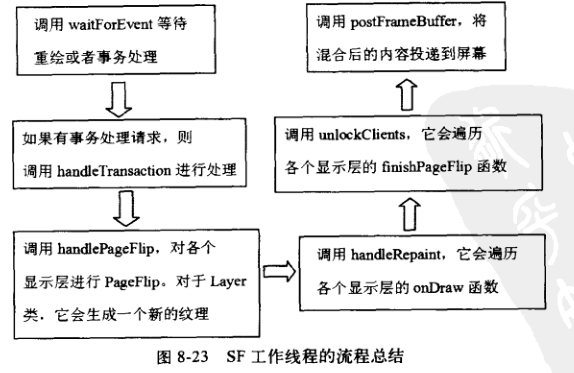 调用 waitForEvent 等待
重绘或者事务处理
如果有事务处理请求，则
调用 handleTransaction 进行处理
调用 handlePageFlip，对各个
显示层进行 PageFlip。对于 Layer
类，它会生成一个新的纹理
调用 handleRepaint，它会遍历
各个显示层的 onDraw 函数
调用 unlockClients，它会遍历
各个显示层的 finishPageFlip 函数
调用 postFrameBuffer，将
混合后的内容投递到屏幕
图 8-23 SF 工作线程的流程总结